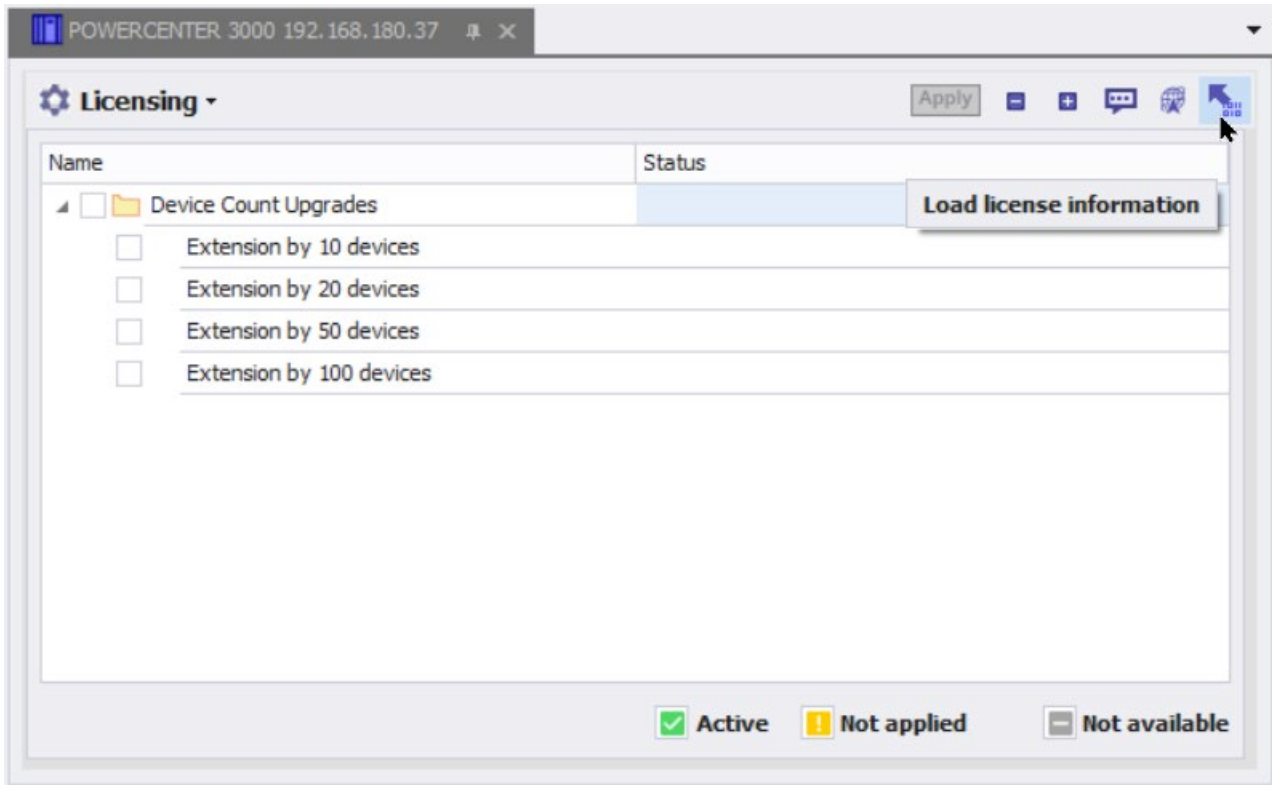 POWERCENTER 3000 192.168.180.37
Licensing
Apply
Name Status
Device Count Upgrades
Load license information
Extension by 10 devices
Extension by 20 devices
Extension by 50 devices
Extension by 100 devices
Active Not applied Not available